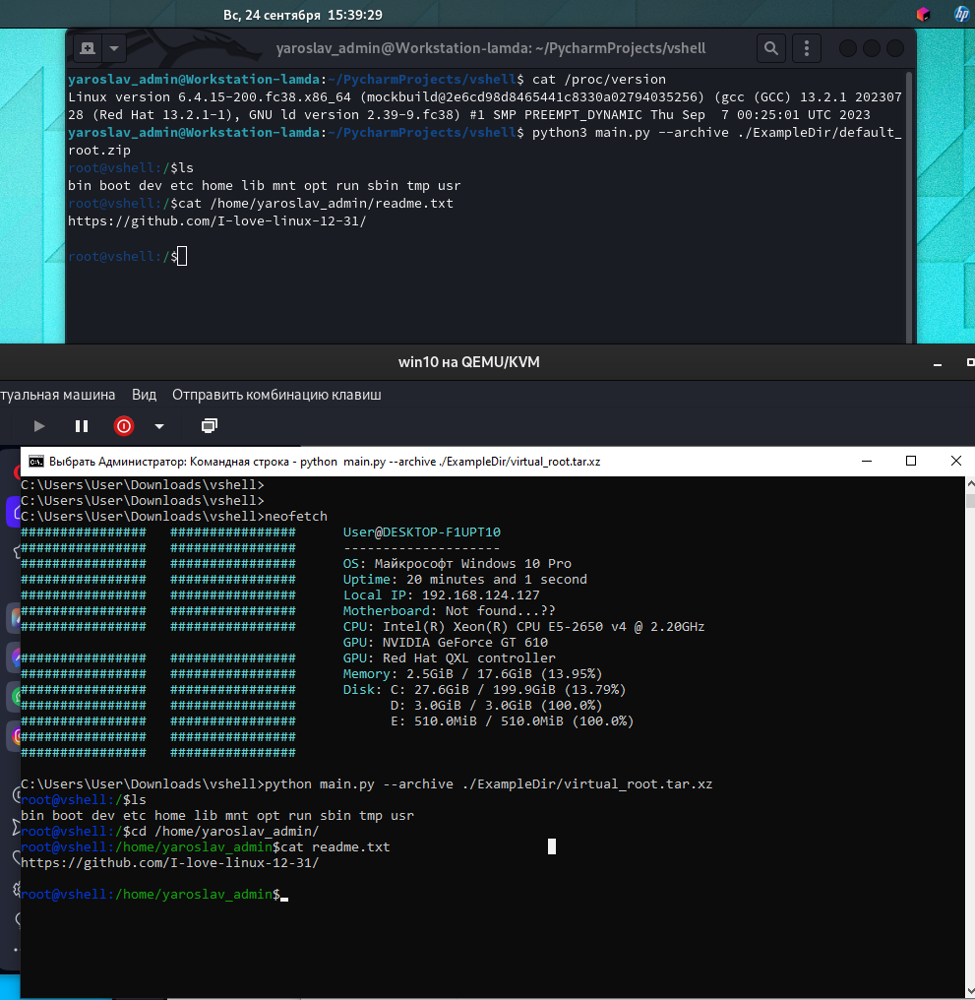 Вс, 24 сентября 15:39:29
hp
yaroslav_admin@Workstation-lamda: ~/PycharmProjects/vshell
yaroslav_admin@Workstation-lamda:~/PycharmProjects/vshell$ cat /proc/version
Linux version 6.4.15-200.fc38.x86_64 (mockbuild@2e6cd98d8465441c8330a02794035256) (gcc (GCC) 13.2.1 202307
28 (Red Hat 13.2.1-1), GNU ld version 2.39-9.fc38) #1 SMP PREEMPT_DYNAMIC Thu Sep  7 00:25:01 UTC 2023
yaroslav_admin@Workstation-lamda:~/PycharmProjects/vshell$ python3 main.py --archive ./ExampleDir/default_
root.zip
root@vshell:/$ls
bin boot dev etc home lib mnt opt run sbin tmp usr
root@vshell:/$cat /home/yaroslav_admin/readme.txt
https://github.com/I-love-linux-12-31/
root@vshell:/$
win10 на QEMU/KVM
туальная машина Вид Отправить комбинацию клавиш
Выбрать Администратор: Командная строка - python  main.py --archive ./ExampleDir/virtual_root.tar.xz
C:\Users\User\Downloads\vshell>
C:\Users\User\Downloads\vshell>
C:\Users\User\Downloads\vshell>neofetch
################   ################      User@DESKTOP-F1UPT10
################   ################      --------------------
################   ################      OS: Майкрософт Windows 10 Pro
################   ################      Uptime: 20 minutes and 1 second
################   ################      Local IP: 192.168.124.127
################   ################      Motherboard: Not found...??
################   ################      CPU: Intel(R) Xeon(R) CPU E5-2650 v4 @ 2.20GHz
GPU: NVIDIA GeForce GT 610
################   ################      GPU: Red Hat QXL controller
################   ################      Memory: 2.5GiB / 17.6GiB (13.95%)
################   ################      Disk: C: 27.6GiB / 199.9GiB (13.79%)
################   ################            D: 3.0GiB / 3.0GiB (100.0%)
################   ################            E: 510.0MiB / 510.0MiB (100.0%)
################   ################
################   ################
C:\Users\User\Downloads\vshell>python main.py --archive ./ExampleDir/virtual_root.tar.xz
root@vshell:/$ls
bin boot dev etc home lib mnt opt run sbin tmp usr
root@vshell:/$cd /home/yaroslav_admin/
root@vshell:/home/yaroslav_admin$cat readme.txt
https://github.com/I-love-linux-12-31/
root@vshell:/home/yaroslav_admin$